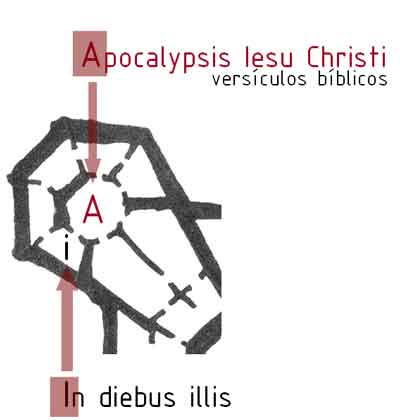 Apocalypsis Iesu Christi
versículos bíblicos
A
i
In diebus illis